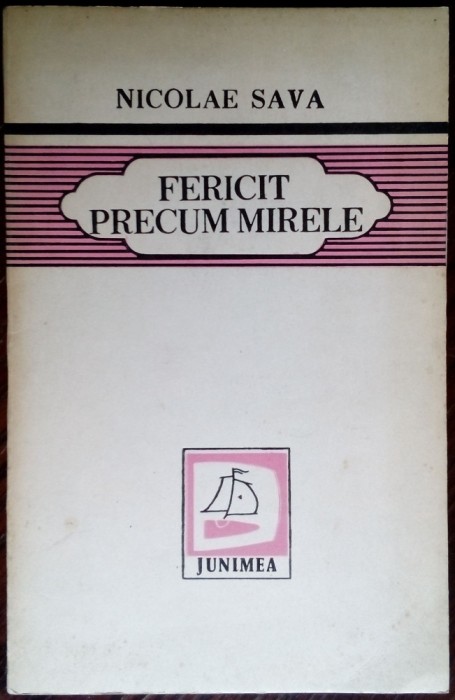 NICOLAE SAVA
FERICIT
PRECUM MIRELE
JUNIMEA